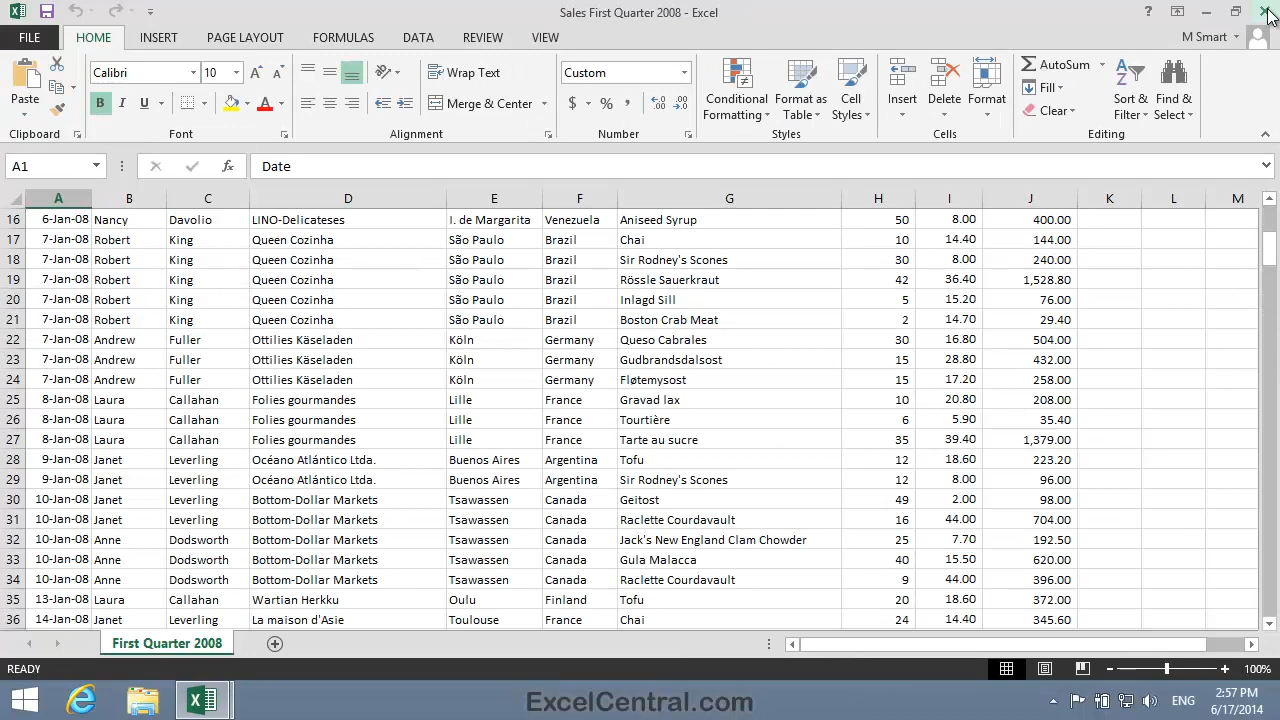 Sales First Quarter 2008 - Excel
?
FILE HOME INSERT PAGE LAYOUT FORMULAS DATA REVIEW VIEW M Smart
Paste Calibri 10 A A Wrap Text Custom Conditional Formatting Format as Table Cell Styles Insert Delete Format AutoSum Sort & Filter Find & Select
Fill
B I U A Merge & Center $ % , Clear
Clipboard Font Alignment Number Styles Cells Editing
A1 fx Date
A B C D E F G H I J K L M
16 6-Jan-08 Nancy Davolio LINO-Delicateses I. de Margarita Venezuela Aniseed Syrup 50 8.00 400.00
17 7-Jan-08 Robert King Queen Cozinha São Paulo Brazil Chai 10 14.40 144.00
18 7-Jan-08 Robert King Queen Cozinha São Paulo Brazil Sir Rodney's Scones 30 8.00 240.00
19 7-Jan-08 Robert King Queen Cozinha São Paulo Brazil Rössle Sauerkraut 42 36.40 1,528.80
20 7-Jan-08 Robert King Queen Cozinha São Paulo Brazil Inlagd Sill 5 15.20 76.00
21 7-Jan-08 Robert King Queen Cozinha São Paulo Brazil Boston Crab Meat 2 14.70 29.40
22 7-Jan-08 Andrew Fuller Ottilies Käseladen Köln Germany Queso Cabrales 30 16.80 504.00
23 7-Jan-08 Andrew Fuller Ottilies Käseladen Köln Germany Gudbrandsdalsost 15 28.80 432.00
24 7-Jan-08 Andrew Fuller Ottilies Käseladen Köln Germany Fløtemysost 15 17.20 258.00
25 8-Jan-08 Laura Callahan Folies gourmandes Lille France Gravad lax 10 20.80 208.00
26 8-Jan-08 Laura Callahan Folies gourmandes Lille France Tourtière 6 5.90 35.40
27 8-Jan-08 Laura Callahan Folies gourmandes Lille France Tarte au sucre 35 39.40 1,379.00
28 9-Jan-08 Janet Leverling Océano Atlántico Ltda. Buenos Aires Argentina Tofu 12 18.60 223.20
29 9-Jan-08 Janet Leverling Océano Atlántico Ltda. Buenos Aires Argentina Sir Rodney's Scones 12 8.00 96.00
30 10-Jan-08 Janet Leverling Bottom-Dollar Markets Tsawassen Canada Geitost 49 2.00 98.00
31 10-Jan-08 Janet Leverling Bottom-Dollar Markets Tsawassen Canada Raclette Courdavault 16 44.00 704.00
32 10-Jan-08 Anne Dodsworth Bottom-Dollar Markets Tsawassen Canada Jack's New England Clam Chowder 25 7.70 192.50
33 10-Jan-08 Anne Dodsworth Bottom-Dollar Markets Tsawassen Canada Gula Malacca 40 15.50 620.00
34 10-Jan-08 Anne Dodsworth Bottom-Dollar Markets Tsawassen Canada Raclette Courdavault 9 44.00 396.00
35 13-Jan-08 Laura Callahan Wartian Herkku Oulu Finland Tofu 20 18.60 372.00
36 14-Jan-08 Janet Leverling La maison d'Asie Toulouse France Chai 24 14.40 345.60
First Quarter 2008
READY 100%
ExcelCentral.com ENG 2:57 PM
6/17/2014